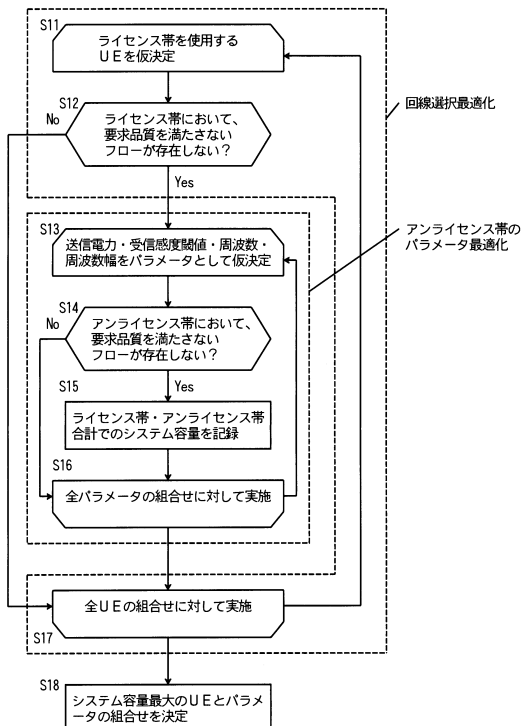 S11
ライセンス帯を使用する
ＵＥを仮決定
S12
No
ライセンス帯において、
要求品質を満たさない
フローが存在しない？
回線選択最適化
Yes
アンライセンス帯の
パラメータ最適化
S13
送信電力・受信感度閾値・周波数・
周波数幅をパラメータとして仮決定
S14
No
アンライセンス帯において、
要求品質を満たさない
フローが存在しない？
S15
Yes
ライセンス帯・アンライセンス帯
合計でのシステム容量を記録
S16
全パラメータの組合せに対して実施
全ＵＥの組合せに対して実施
S17
S18
システム容量最大のＵＥとパラメ
ータの組合せを決定